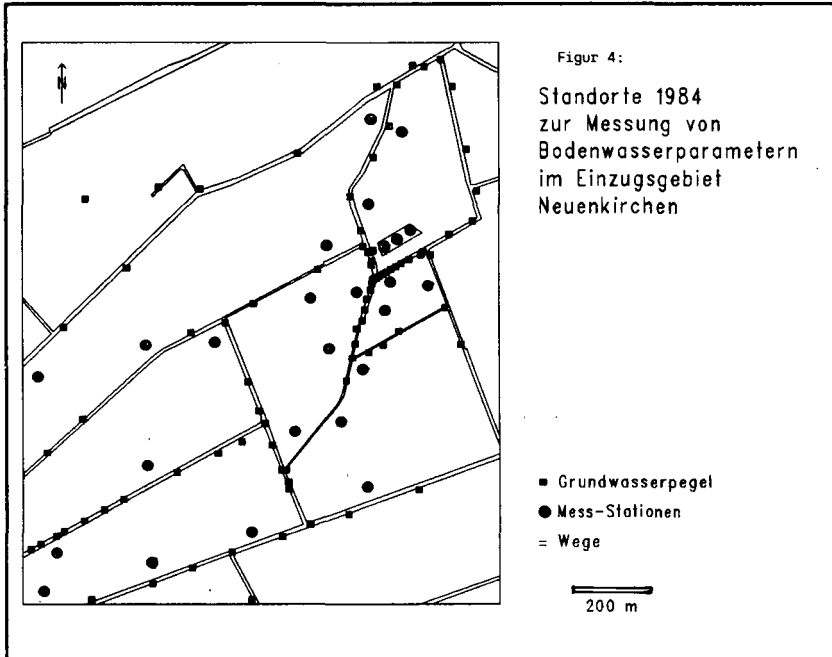 N
Figur 4:
Standorte 1984
zur Messung von
Bodenwasserparametern
im Einzugsgebiet
Neuenkirchen
Grundwasserpegel
Mess-Stationen
= Wege
200 m